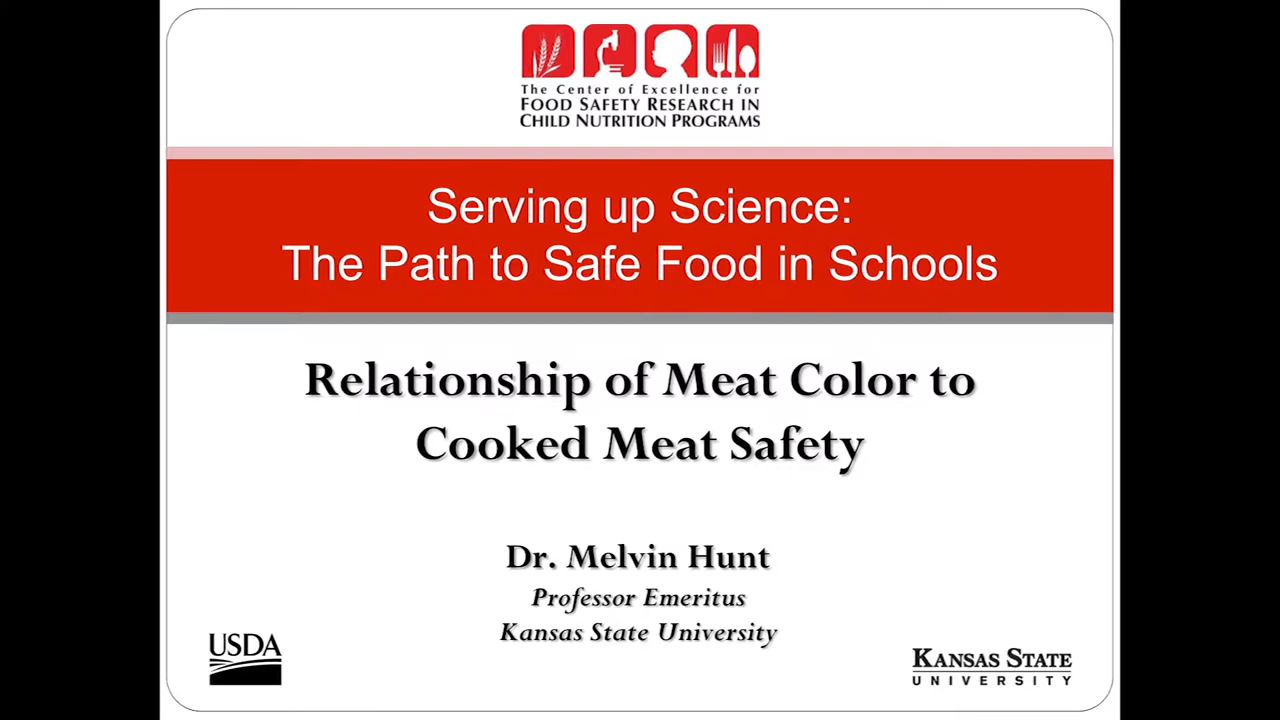 The Center of Excellence for
FOOD SAFETY RESEARCH IN
CHILD NUTRITION PROGRAMS
Serving up Science:
The Path to Safe Food in Schools
Relationship of Meat Color to
Cooked Meat Safety
Dr. Melvin Hunt
Professor Emeritus
Kansas State University
USDA
KANSAS STATE
UNIVERSITY